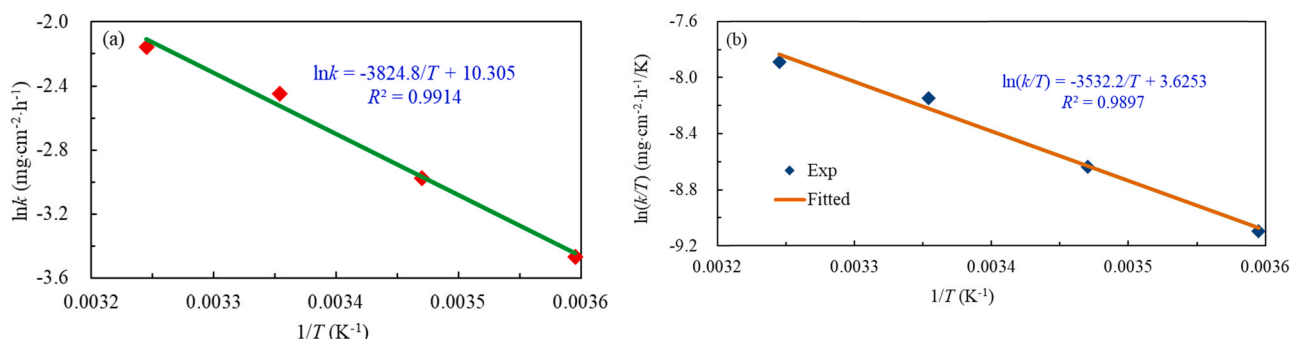 (a)
lnk = -3824.8/T + 10.305
R² = 0.9914
lnk (mg·cm⁻²·h⁻¹)
-2.0
-2.4
-2.8
-3.2
-3.6
0.0032
0.0033
0.0034
0.0035
0.0036
1/T (K⁻¹)
(b)
ln(k/T) = -3532.2/T + 3.6253
R² = 0.9897
ln(k/T) (mg·cm⁻²·h⁻¹/K)
-7.6
-8.0
-8.4
-8.8
-9.2
Exp
Fitted
0.0032
0.0033
0.0034
0.0035
0.0036
1/T (K⁻¹)